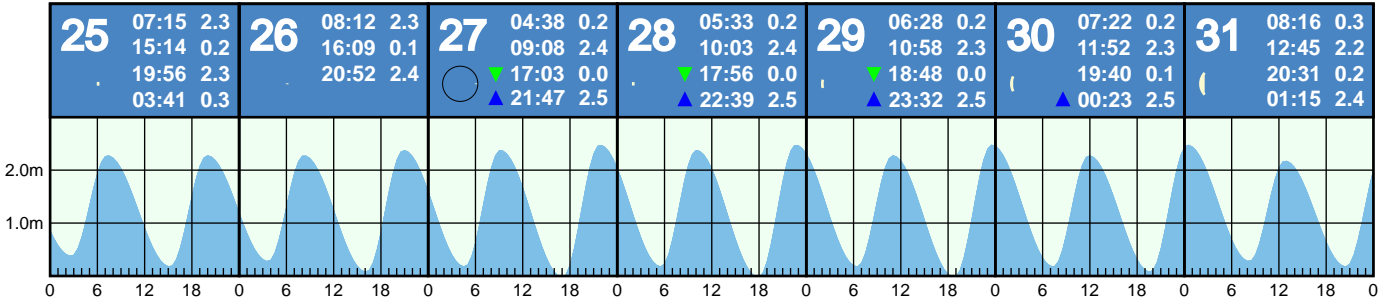 25
07:15 2.3
15:14 0.2
19:56 2.3
03:41 0.3
26
08:12 2.3
16:09 0.1
20:52 2.4
27
04:38 0.2
09:08 2.4
▼ 17:03 0.0
▲ 21:47 2.5
28
05:33 0.2
10:03 2.4
▼ 17:56 0.0
▲ 22:39 2.5
29
06:28 0.2
10:58 2.3
▼ 18:48 0.0
▲ 23:32 2.5
30
07:22 0.2
11:52 2.3
19:40 0.1
▲ 00:23 2.5
31
08:16 0.3
12:45 2.2
20:31 0.2
01:15 2.4
2.0m
1.0m
0 6 12 18 0 6 12 18 0 6 12 18 0 6 12 18 0 6 12 18 0 6 12 18 0 6 12 18 0